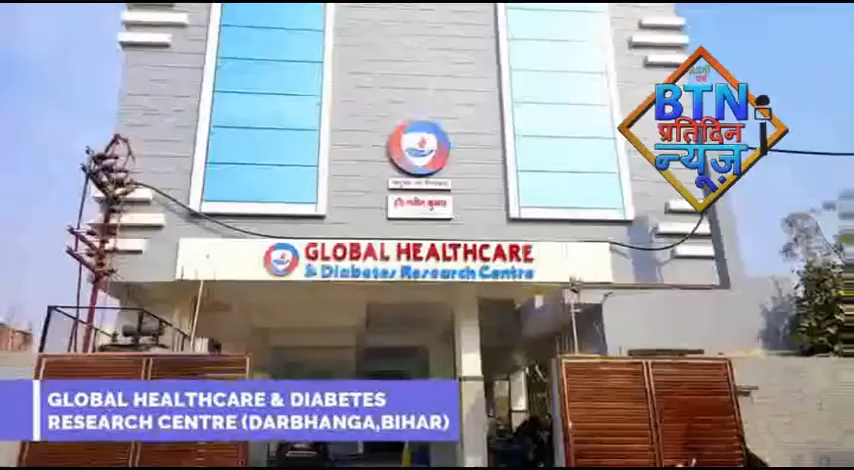 BTN
प्रतिदिन
न्यूज़
GLOBAL HEALTHCARE
& Diabetes Research Centre
GLOBAL HEALTHCARE & DIABETES
RESEARCH CENTRE (DARBHANGA,BIHAR)